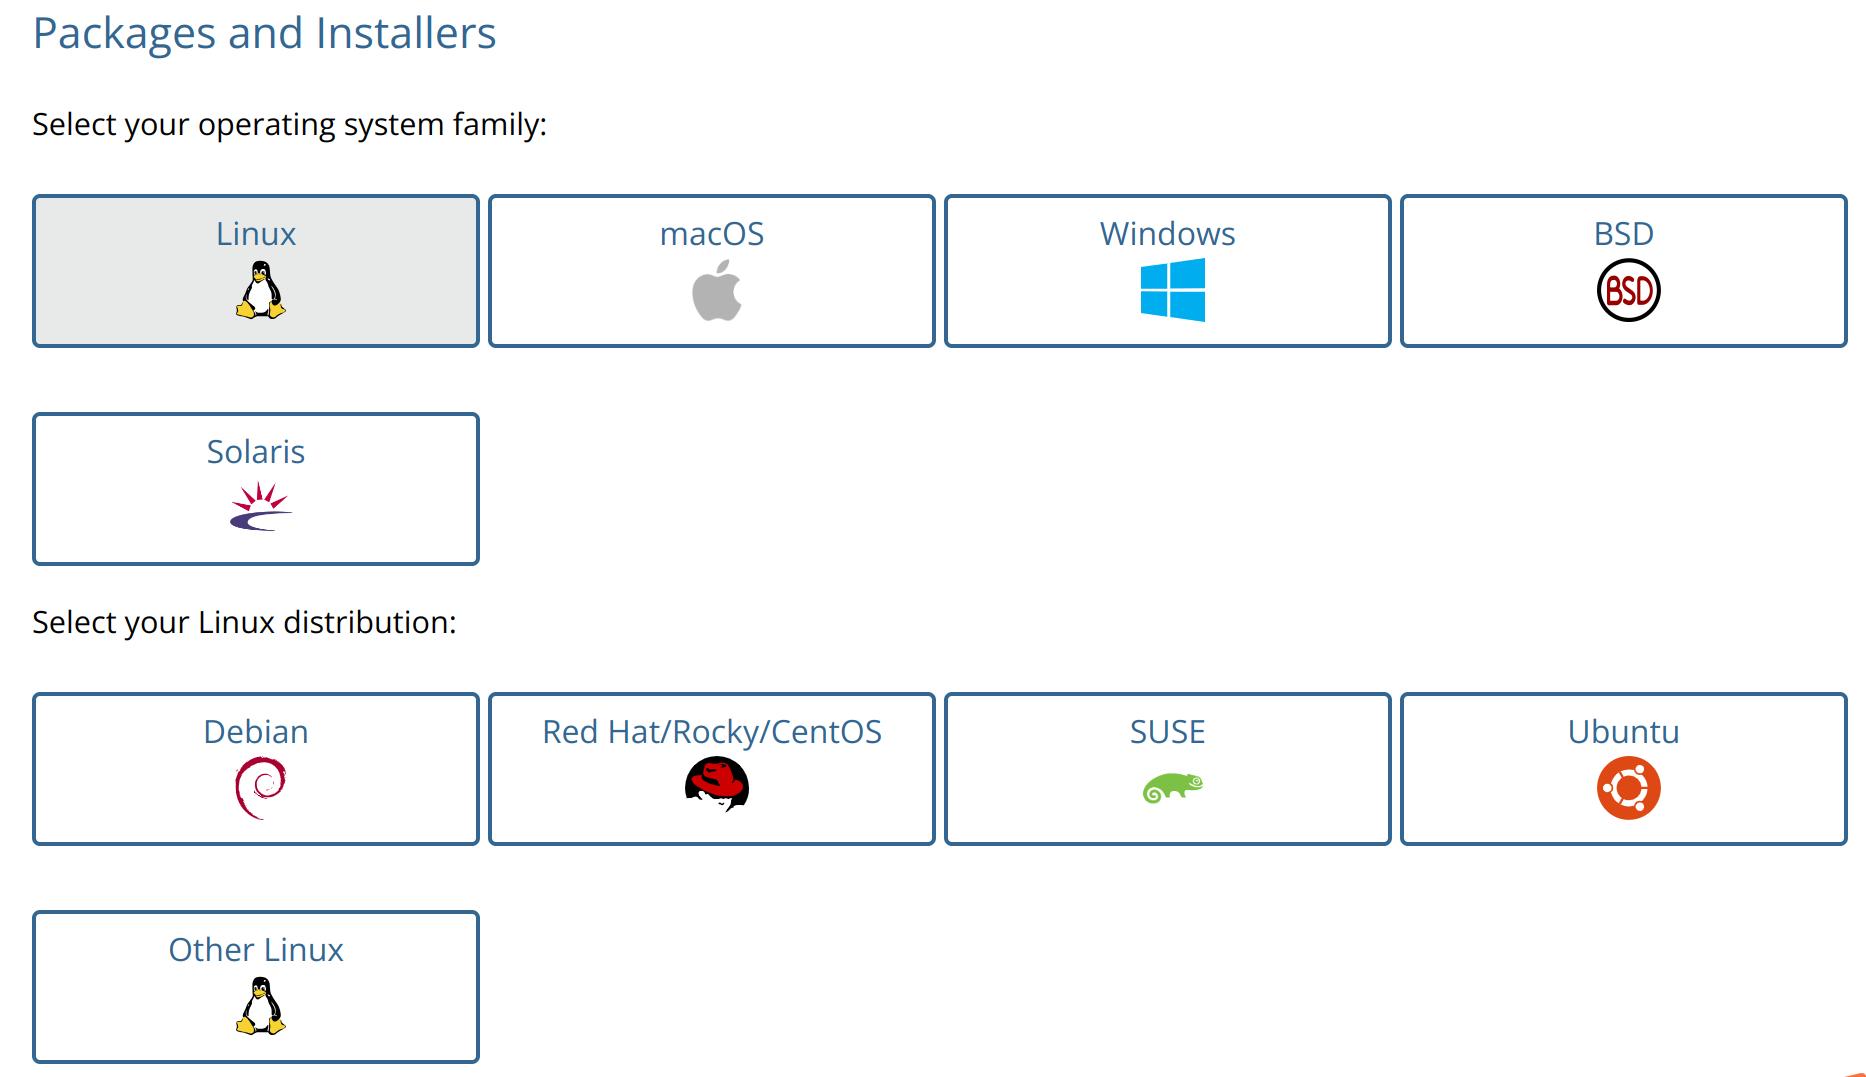 Packages and Installers
Select your operating system family:
Linux
macOS
Windows
BSD
BSD
Solaris
Select your Linux distribution:
Debian
Red Hat/Rocky/CentOS
SUSE
Ubuntu
Other Linux